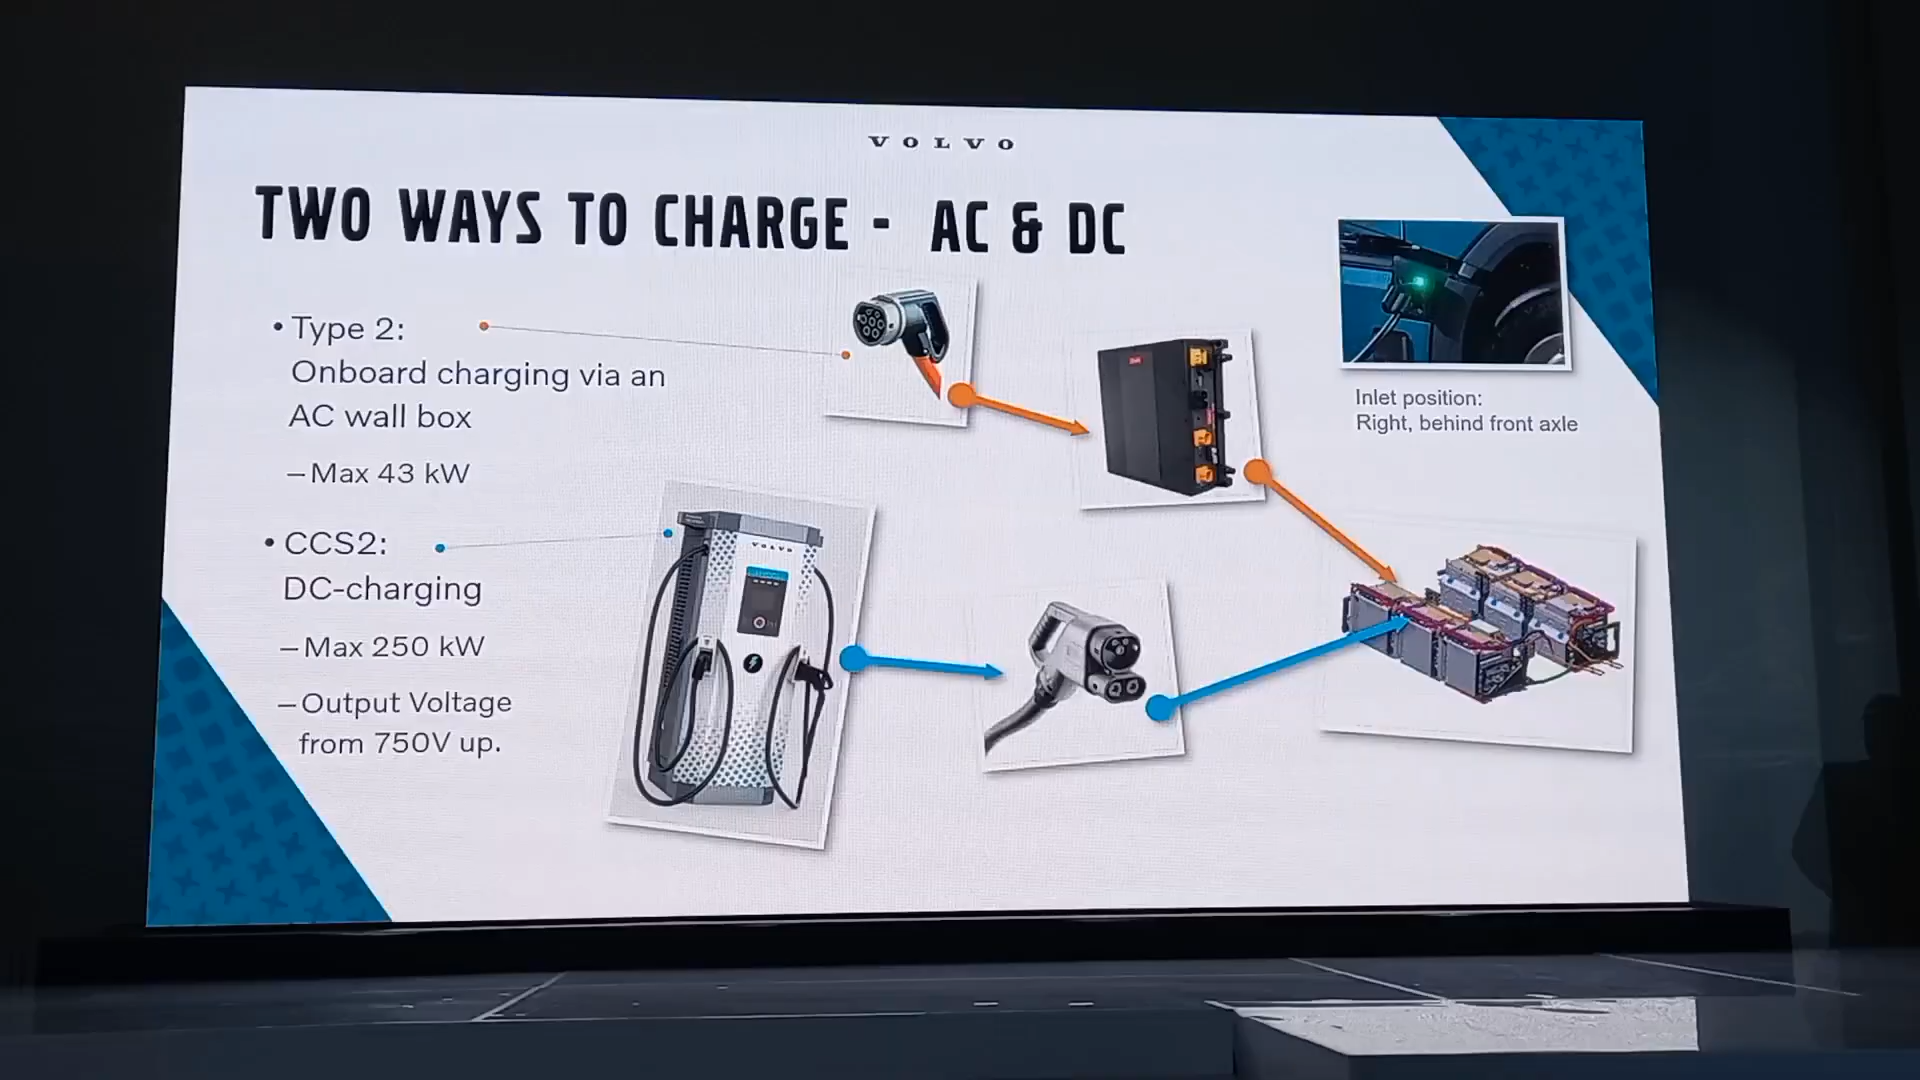 VOLVO
TWO WAYS TO CHARGE - AC & DC
• Type 2:
Onboard charging via an
AC wall box
– Max 43 kW
• CCS2:
DC-charging
– Max 250 kW
– Output Voltage
from 750V up.
VOLVO
Inlet position:
Right, behind front axle